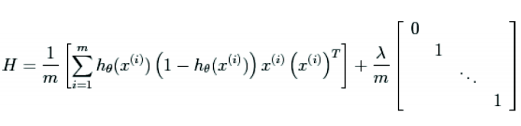 H = \frac{1}{m} \left[ \sum_{i=1}^{m} h_\theta(x^{(i)}) \left( 1 - h_\theta(x^{(i)}) \right) x^{(i)} \left( x^{(i)} \right)^T \right] + \frac{\lambda}{m} \begin{bmatrix} 0 & & & \\ & 1 & & \\ & & \ddots & \\ & & & 1 \end{bmatrix}